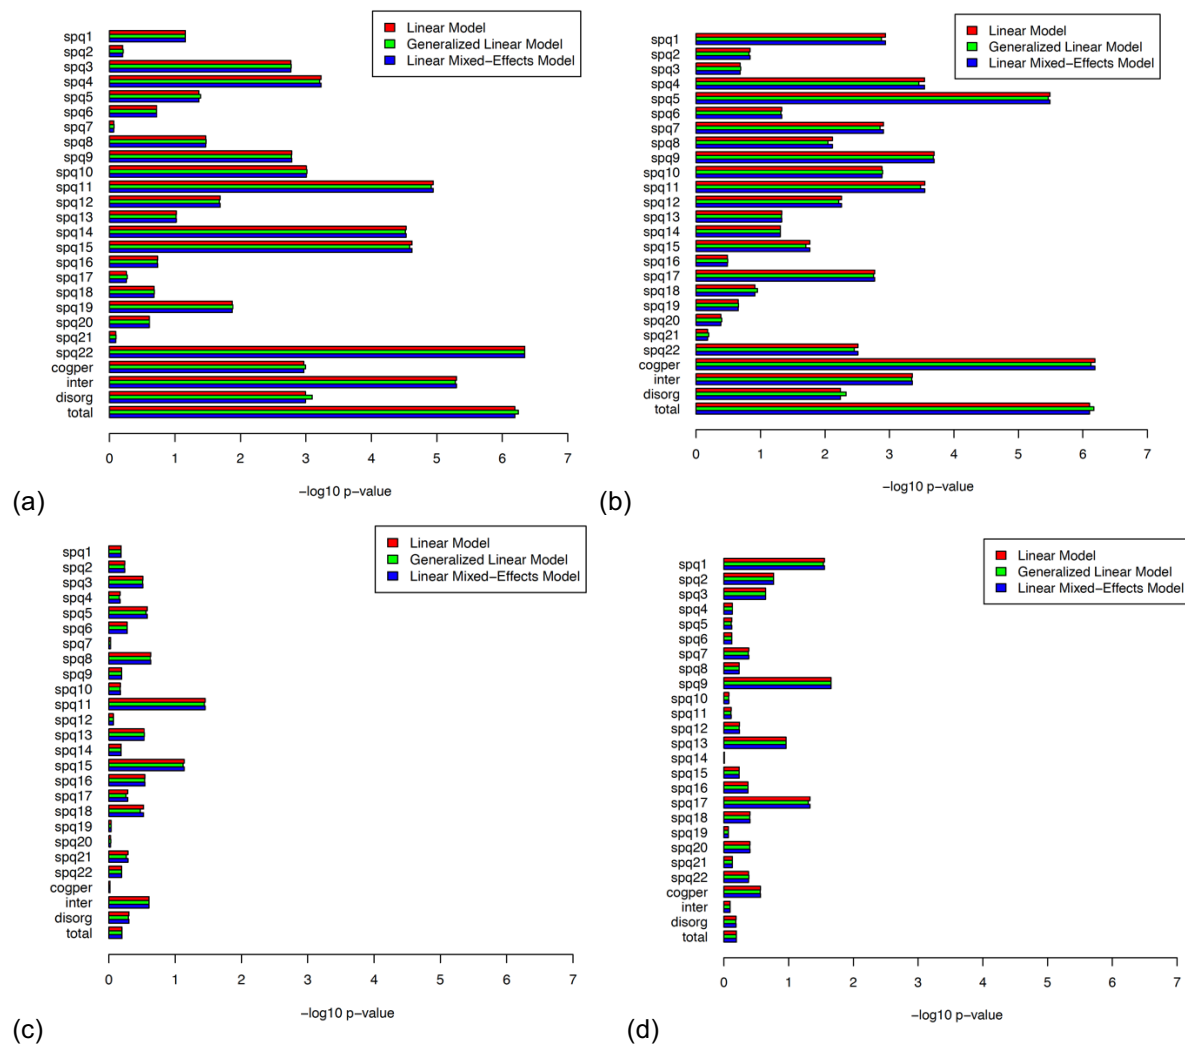 Linear Model
Generalized Linear Model
Linear Mixed−Effects Model
spq1
spq2
spq3
spq4
spq5
spq6
spq7
spq8
spq9
spq10
spq11
spq12
spq13
spq14
spq15
spq16
spq17
spq18
spq19
spq20
spq21
spq22
cogper
inter
disorg
total
0 1 2 3 4 5 6 7
−log10 p−value
(a)
Linear Model
Generalized Linear Model
Linear Mixed−Effects Model
spq1
spq2
spq3
spq4
spq5
spq6
spq7
spq8
spq9
spq10
spq11
spq12
spq13
spq14
spq15
spq16
spq17
spq18
spq19
spq20
spq21
spq22
cogper
inter
disorg
total
0 1 2 3 4 5 6 7
−log10 p−value
(b)
Linear Model
Generalized Linear Model
Linear Mixed−Effects Model
spq1
spq2
spq3
spq4
spq5
spq6
spq7
spq8
spq9
spq10
spq11
spq12
spq13
spq14
spq15
spq16
spq17
spq18
spq19
spq20
spq21
spq22
cogper
inter
disorg
total
0 1 2 3 4 5 6 7
−log10 p−value
(c)
Linear Model
Generalized Linear Model
Linear Mixed−Effects Model
spq1
spq2
spq3
spq4
spq5
spq6
spq7
spq8
spq9
spq10
spq11
spq12
spq13
spq14
spq15
spq16
spq17
spq18
spq19
spq20
spq21
spq22
cogper
inter
disorg
total
0 1 2 3 4 5 6 7
−log10 p−value
(d)